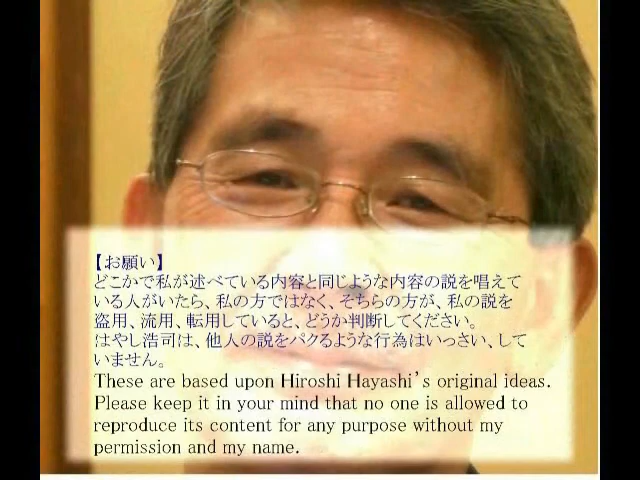 【お願い】
どこかで私が述べている内容と同じような内容の説を唱えて
いる人がいたら、私の方ではなく、そちらの方が、私の説を
盗用、流用、転用していると、どうか判断してください。
はやし浩司は、他人の説をパクるような行為はいっさい、して
いません。
These are based upon Hiroshi Hayashi's original ideas.
Please keep it in your mind that no one is allowed to
reproduce its content for any purpose without my
permission and my name.